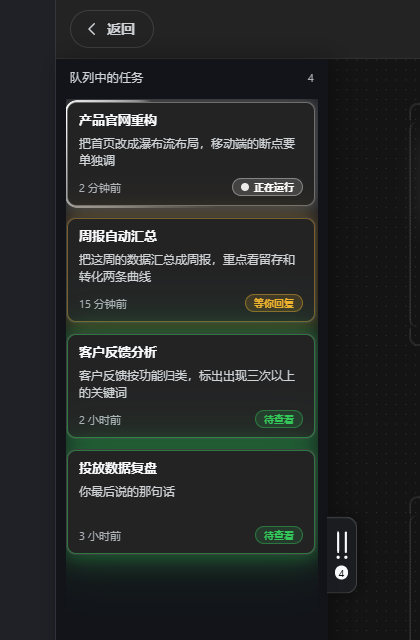 返回
队列中的任务 4
产品官网重构
把首页改成瀑布流布局，移动端的断点要
单独调
2 分钟前 正在运行
周报自动汇总
把这周的数据汇总成周报，重点看留存和
转化两条曲线
15 分钟前 等你回复
客户反馈分析
客户反馈按功能归类，标出出现三次以上
的关键词
2 小时前 待查看
投放数据复盘
你最后说的那句话
3 小时前 待查看
4